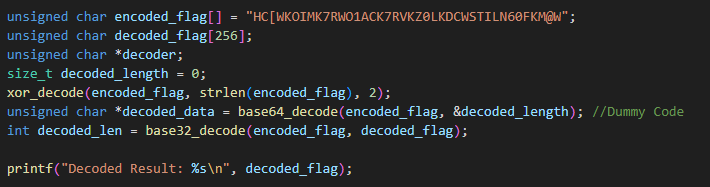 unsigned char encoded_flag[] = "HC[WKOIMK7RWO1ACK7RVKZ0LKDCWSTILN60FKM@W";
unsigned char decoded_flag[256];
unsigned char *decoder;
size_t decoded_length = 0;
xor_decode(encoded_flag, strlen(encoded_flag), 2);
unsigned char *decoded_data = base64_decode(encoded_flag, &decoded_length); //Dummy Code
int decoded_len = base32_decode(encoded_flag, decoded_flag);
printf("Decoded Result: %s\n", decoded_flag);